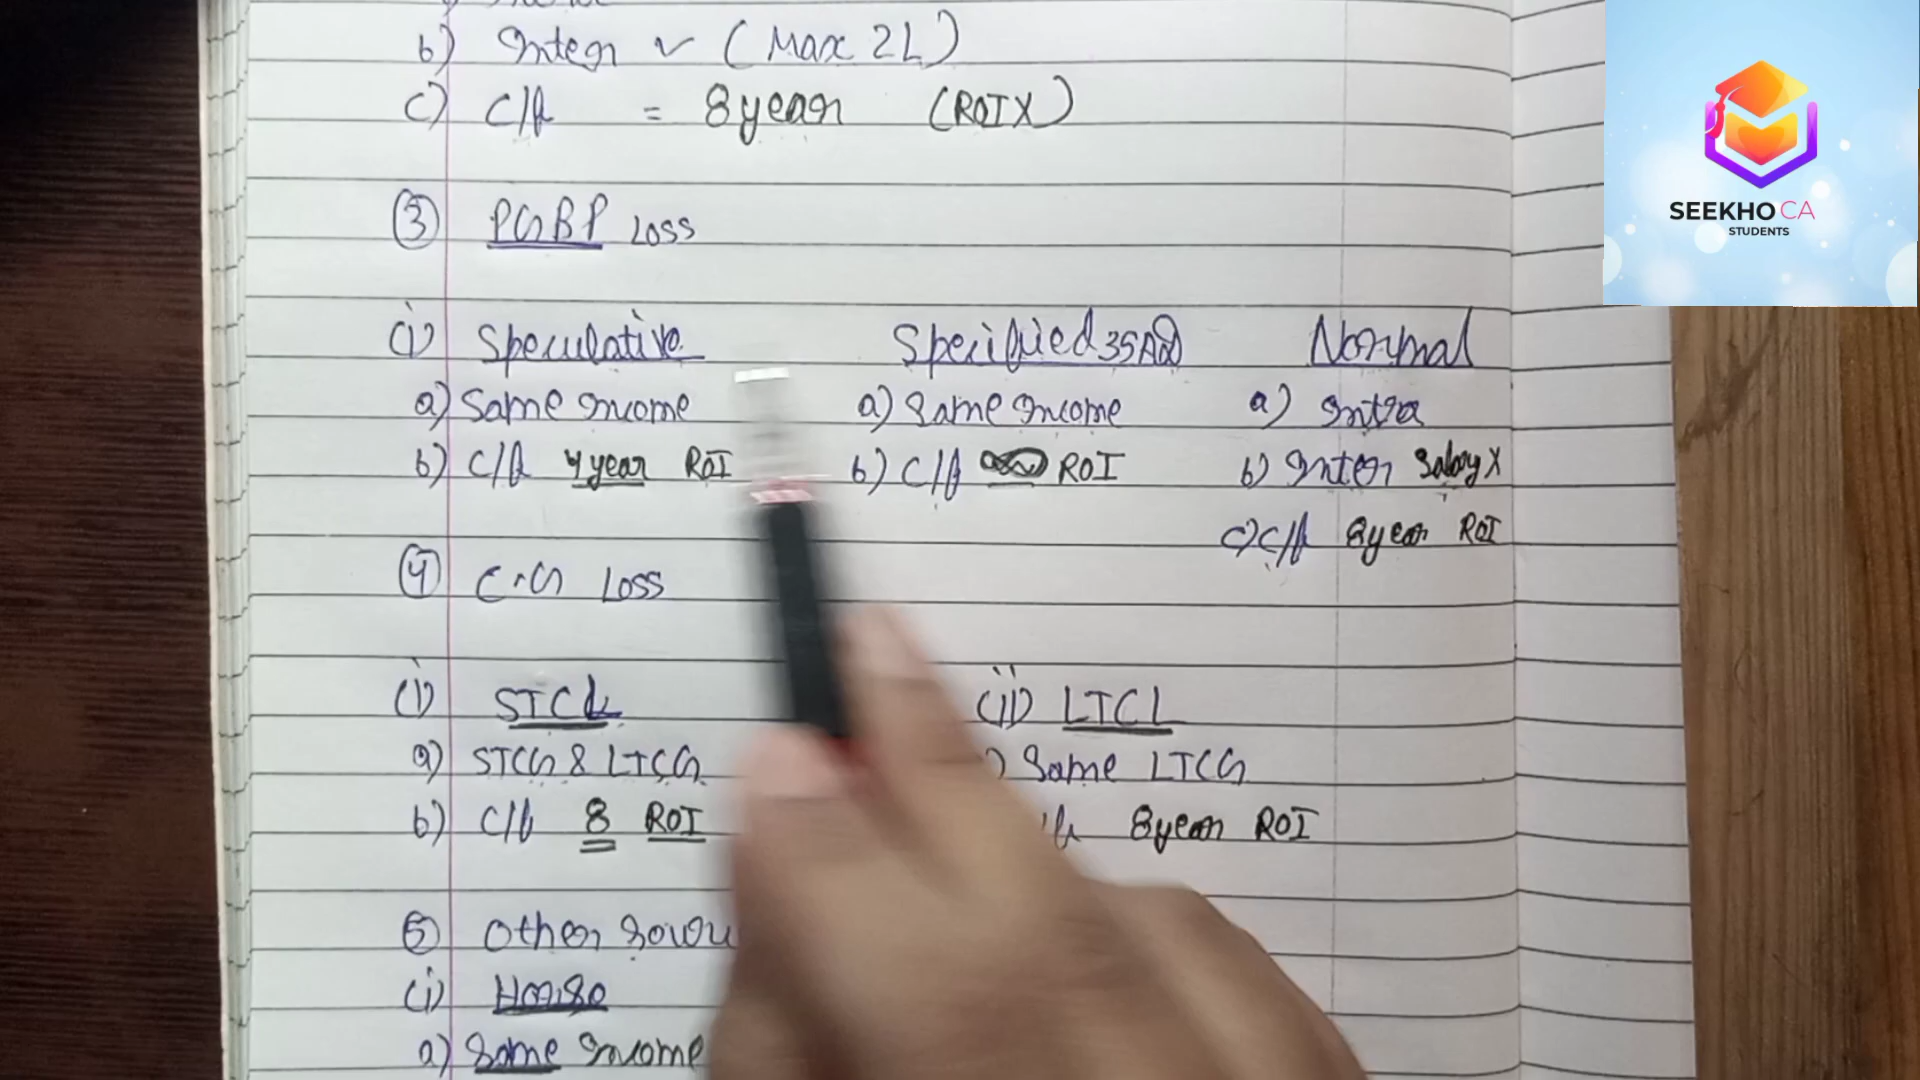 b) Inter ✓ (Max 2L)
c) C/f = 8 year (ROI X)
SEEKHO CA
STUDENTS
③ PGBP Loss
(i) Speculative Specified 35AD Normal
a) Same Income a) Same Income a) Intra
b) C/f 4 year ROI b) C/f ∞ ROI b) Inter Salary X
c) C/f 8 year ROI
④ C.G Loss
(i) STCL (ii) LTCL
a) STCG & LTCG ) Same LTCG
b) C/f 8 ROI /f 8 year ROI
⑤ Other
(i) Horse
a) Same Income